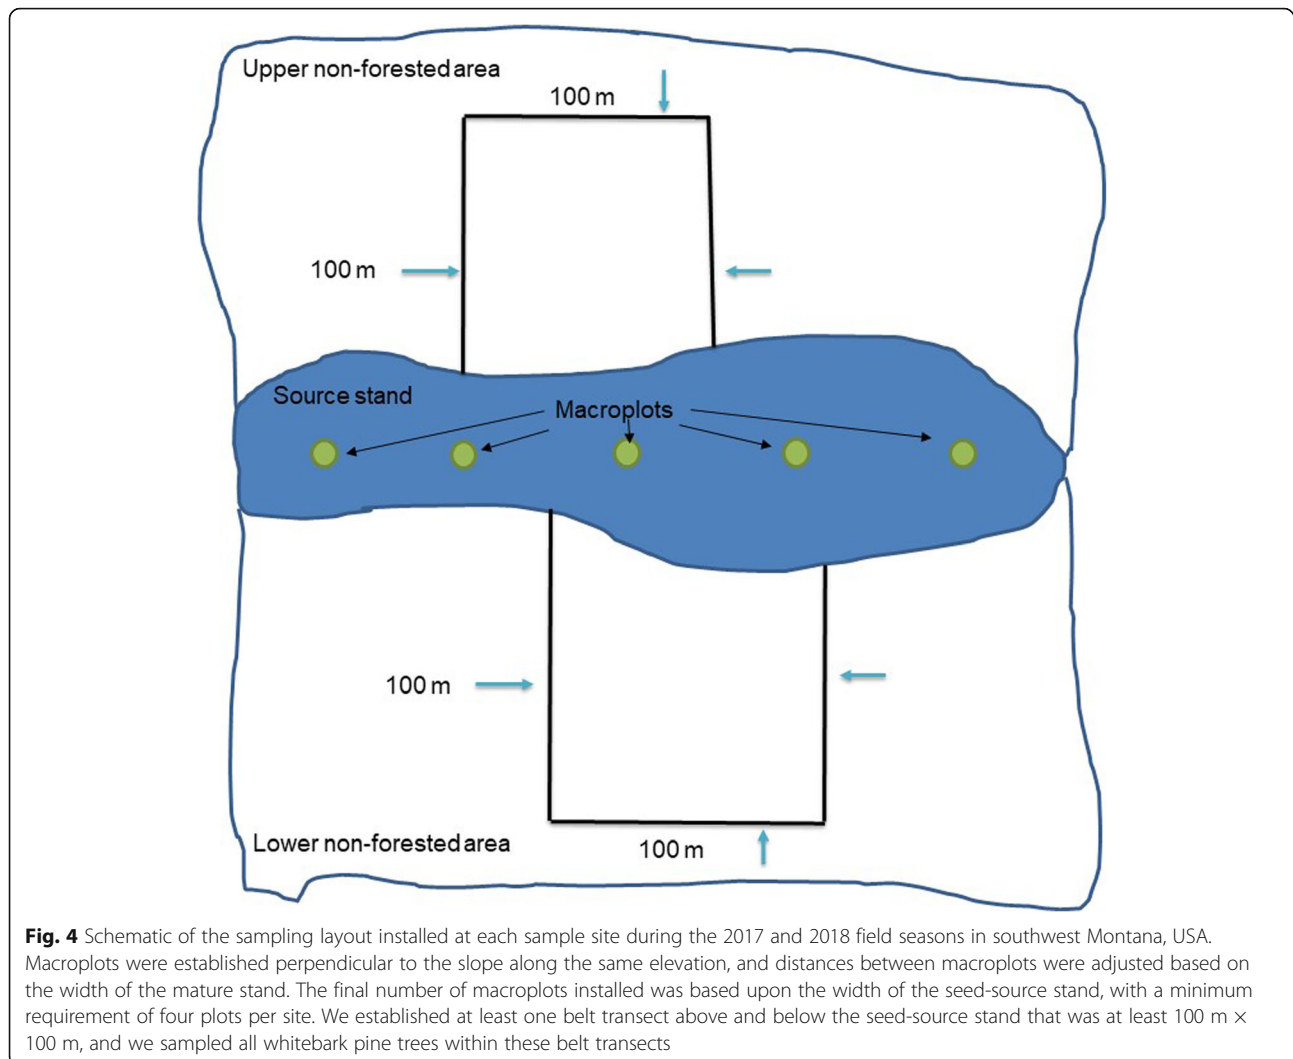 Upper non-forested area
100 m
100 m
Source stand
Macroplots
100 m
Lower non-forested area
100 m
Fig. 4 Schematic of the sampling layout installed at each sample site during the 2017 and 2018 field seasons in southwest Montana, USA.
Macroplots were established perpendicular to the slope along the same elevation, and distances between macroplots were adjusted based on
the width of the mature stand. The final number of macroplots installed was based upon the width of the seed-source stand, with a minimum
requirement of four plots per site. We established at least one belt transect above and below the seed-source stand that was at least 100 m ×
100 m, and we sampled all whitebark pine trees within these belt transects